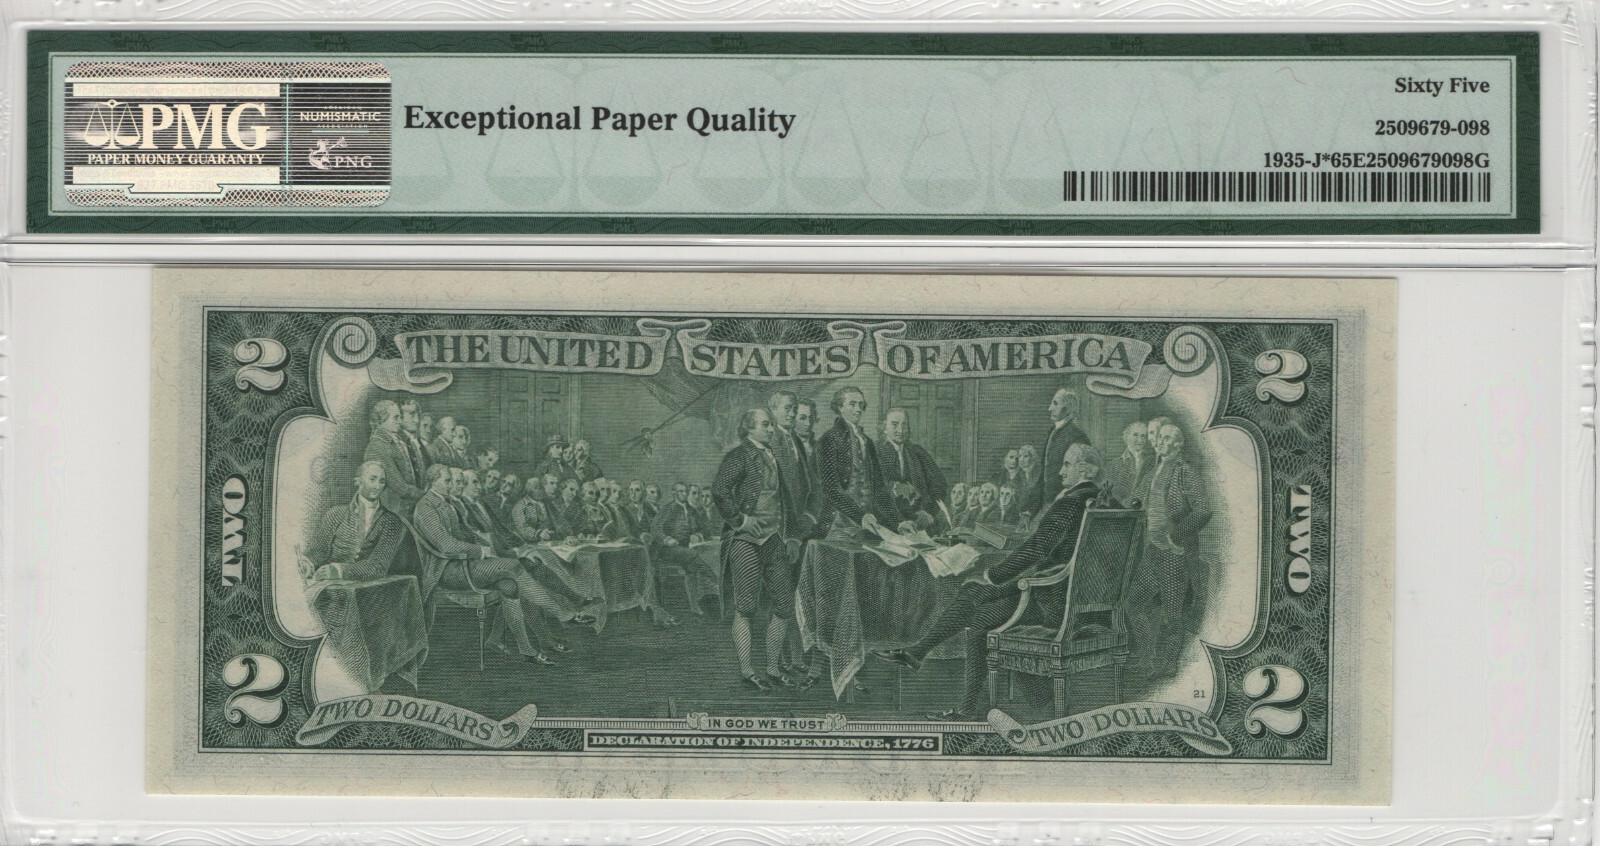 PMG
PAPER MONEY GUARANTY
AMERICAN
NUMISMATIC
ASSOCIATION
PNG
Exceptional Paper Quality
Sixty Five
2509679-098
1935-J*65E2509679098G
THE UNITED STATES OF AMERICA
2
2
TWO
TWO
2
2
21
TWO DOLLARS
IN GOD WE TRUST
TWO DOLLARS
DECLARATION OF INDEPENDENCE, 1776